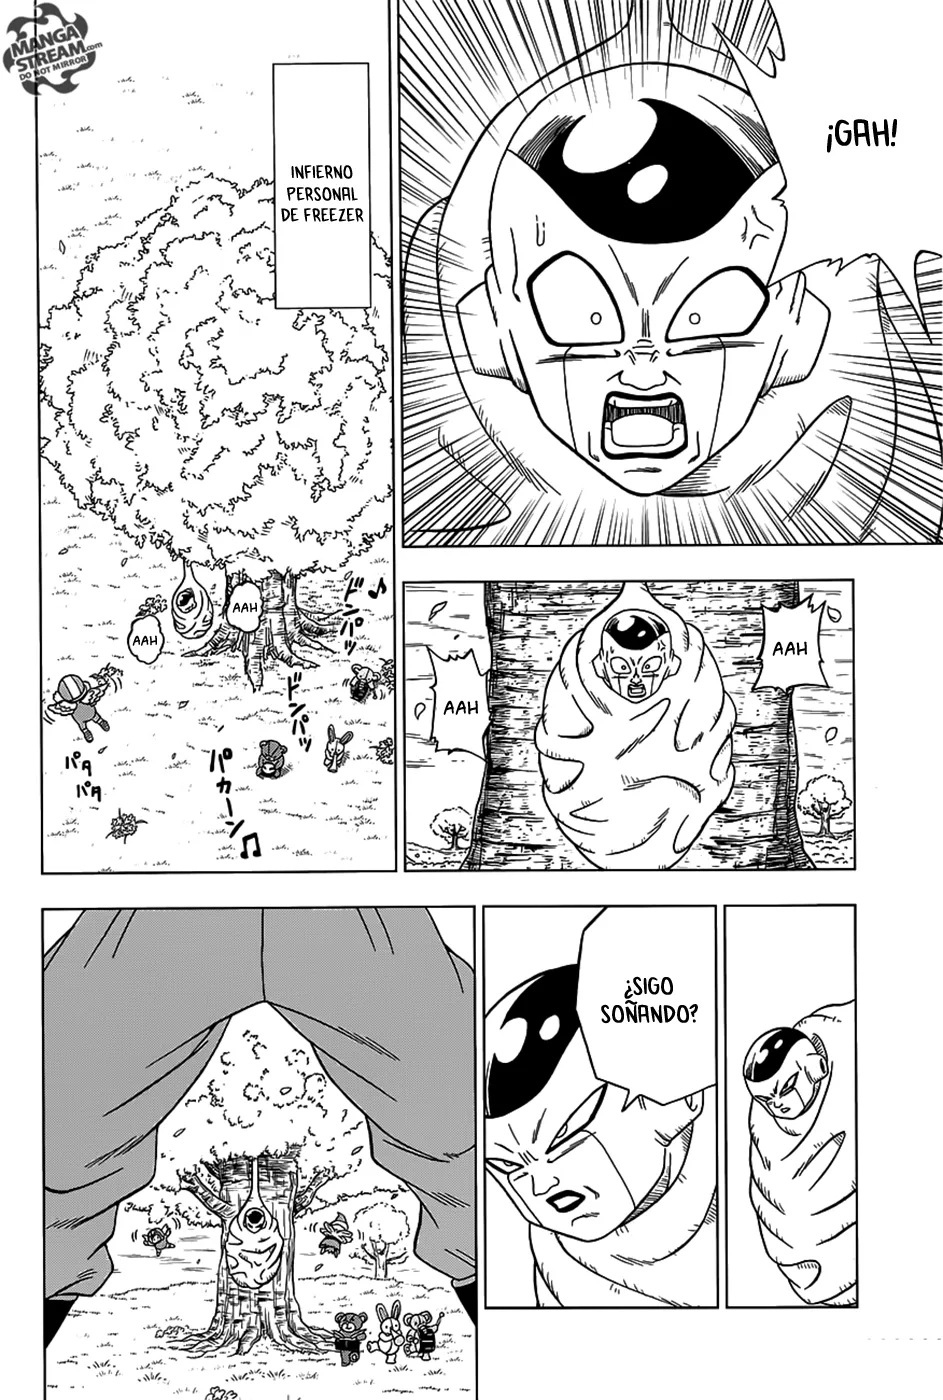 MANGA
STREAM.com
DO NOT MIRROR
¡GAH!
INFIERNO
PERSONAL
DE FREEZER
AAH
AAH
AAH
AAH
ドンパッ
♪
ドンパッ
パタ
パタ
パカーン
♫
¿SIGO
SOÑANDO?